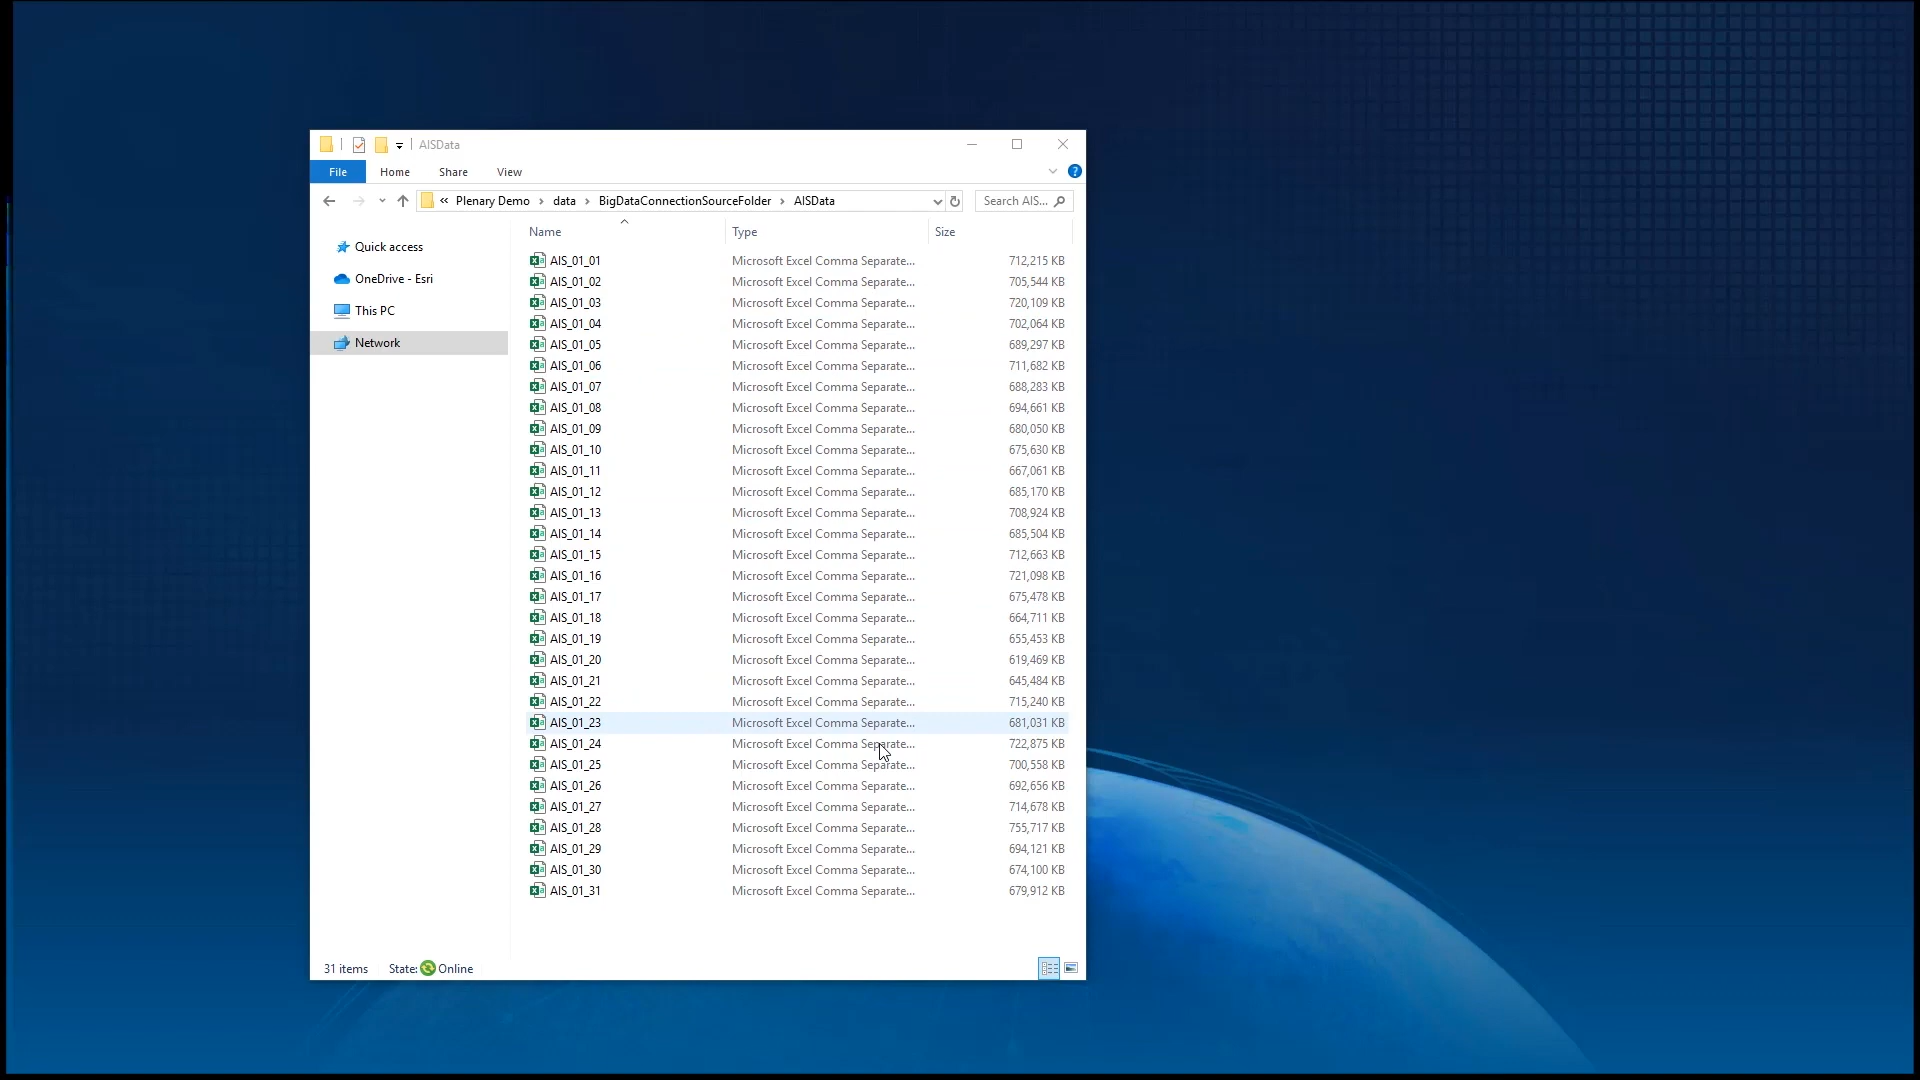 AISData
File Home Share View
« Plenary Demo > data > BigDataConnectionSourceFolder > AISData Search AIS...
Name Type Size
Quick access
OneDrive - Esri
This PC
Network
AIS_01_01 Microsoft Excel Comma Separate... 712,215 KB
AIS_01_02 Microsoft Excel Comma Separate... 705,544 KB
AIS_01_03 Microsoft Excel Comma Separate... 720,109 KB
AIS_01_04 Microsoft Excel Comma Separate... 702,064 KB
AIS_01_05 Microsoft Excel Comma Separate... 689,297 KB
AIS_01_06 Microsoft Excel Comma Separate... 711,682 KB
AIS_01_07 Microsoft Excel Comma Separate... 688,283 KB
AIS_01_08 Microsoft Excel Comma Separate... 694,661 KB
AIS_01_09 Microsoft Excel Comma Separate... 680,050 KB
AIS_01_10 Microsoft Excel Comma Separate... 675,630 KB
AIS_01_11 Microsoft Excel Comma Separate... 667,061 KB
AIS_01_12 Microsoft Excel Comma Separate... 685,170 KB
AIS_01_13 Microsoft Excel Comma Separate... 708,924 KB
AIS_01_14 Microsoft Excel Comma Separate... 685,504 KB
AIS_01_15 Microsoft Excel Comma Separate... 712,663 KB
AIS_01_16 Microsoft Excel Comma Separate... 721,098 KB
AIS_01_17 Microsoft Excel Comma Separate... 675,478 KB
AIS_01_18 Microsoft Excel Comma Separate... 664,711 KB
AIS_01_19 Microsoft Excel Comma Separate... 655,453 KB
AIS_01_20 Microsoft Excel Comma Separate... 619,469 KB
AIS_01_21 Microsoft Excel Comma Separate... 645,484 KB
AIS_01_22 Microsoft Excel Comma Separate... 715,240 KB
AIS_01_23 Microsoft Excel Comma Separate... 681,031 KB
AIS_01_24 Microsoft Excel Comma Separate... 722,875 KB
AIS_01_25 Microsoft Excel Comma Separate... 700,558 KB
AIS_01_26 Microsoft Excel Comma Separate... 692,656 KB
AIS_01_27 Microsoft Excel Comma Separate... 714,678 KB
AIS_01_28 Microsoft Excel Comma Separate... 755,717 KB
AIS_01_29 Microsoft Excel Comma Separate... 694,121 KB
AIS_01_30 Microsoft Excel Comma Separate... 674,100 KB
AIS_01_31 Microsoft Excel Comma Separate... 679,912 KB
31 items State: Online